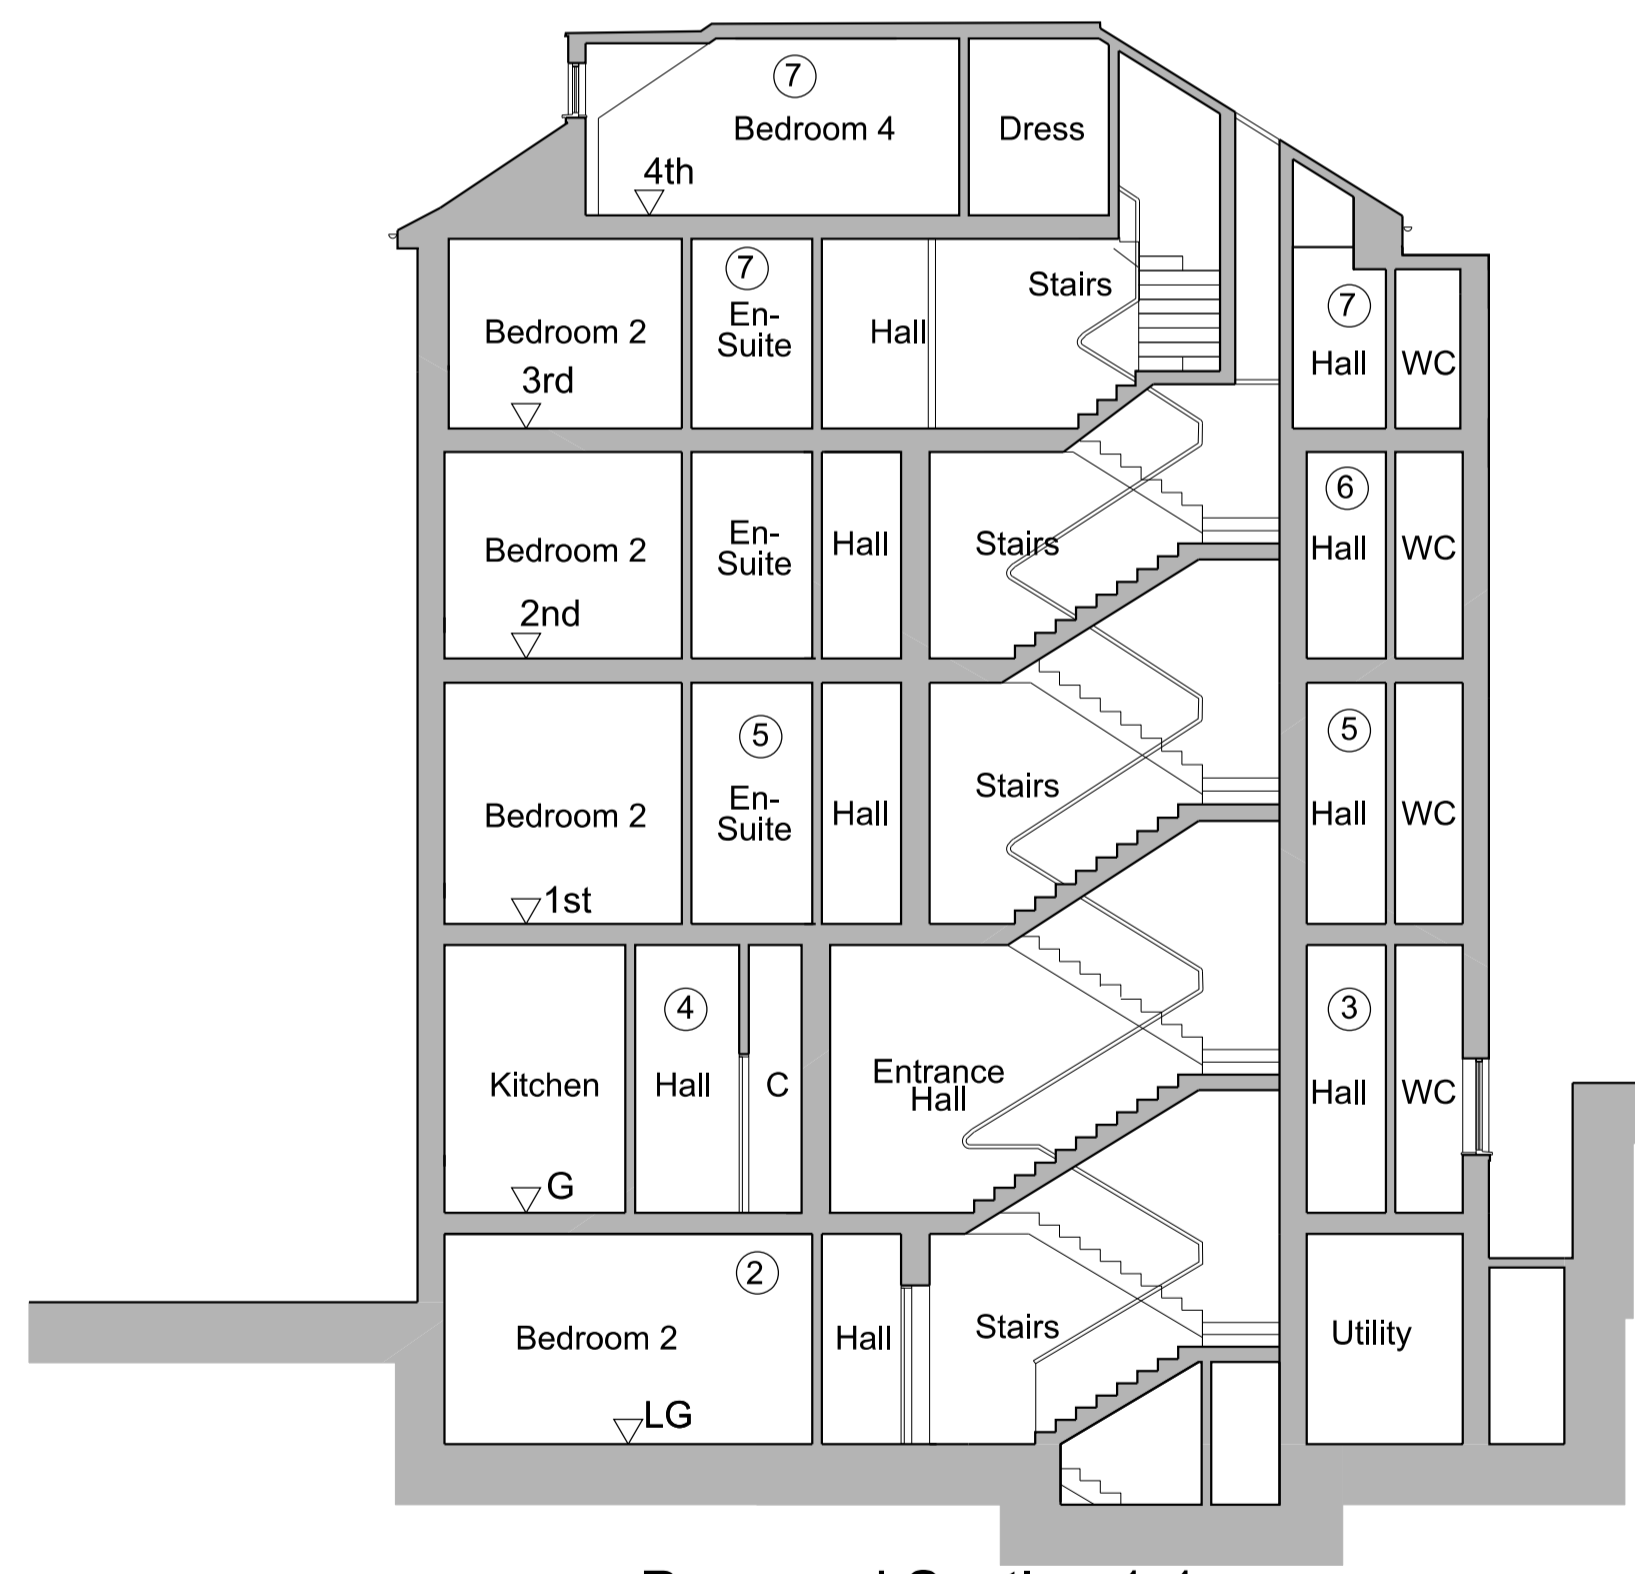 7
Bedroom 4
Dress
4th
7
En-
Suite
Stairs
Bedroom 2
Hall
3rd
7
Hall
WC
Bedroom 2
En-
Suite
Hall
Stairs
2nd
6
Hall
WC
5
Bedroom 2
En-
Suite
Hall
Stairs
1st
5
Hall
WC
4
Kitchen
Hall
C
Entrance
Hall
G
3
Hall
WC
2
Bedroom 2
Hall
Stairs
Utility
LG